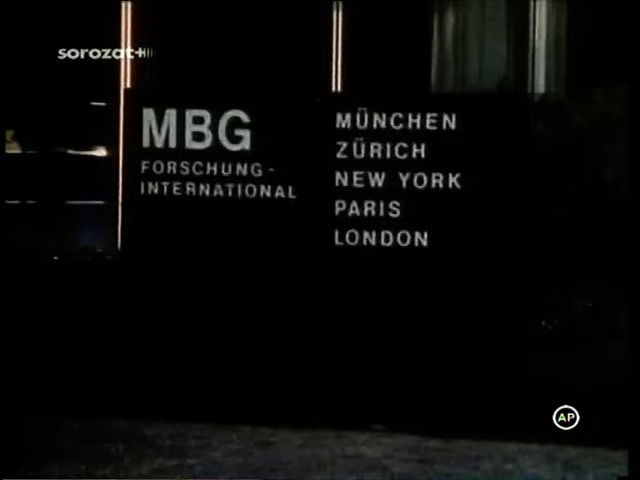 sorozat+
MBG
FORSCHUNG-
INTERNATIONAL
MÜNCHEN
ZÜRICH
NEW YORK
PARIS
LONDON
AP